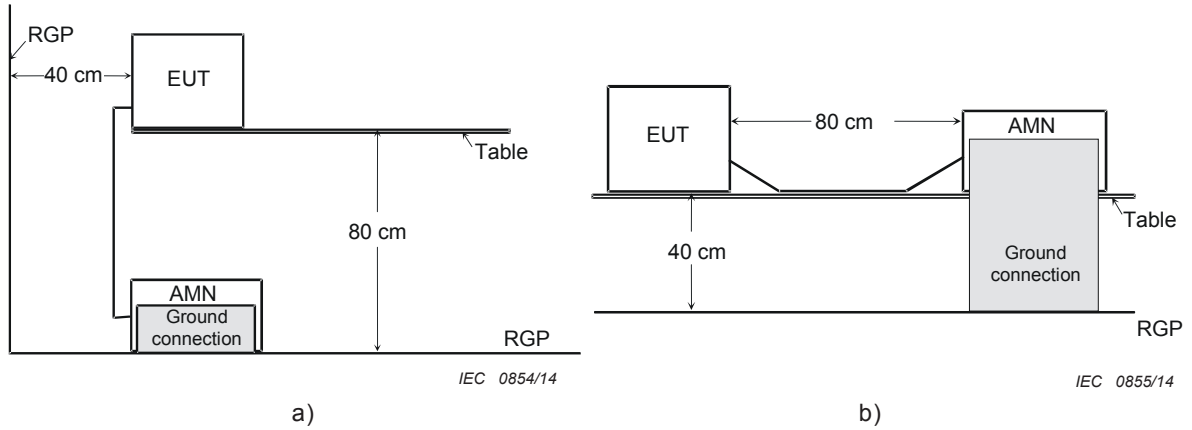 RGP
40 cm
EUT
Table
80 cm
AMN
Ground
connection
RGP
IEC 0854/14
a)
EUT
80 cm
AMN
Table
40 cm
Ground
connection
RGP
IEC 0855/14
b)